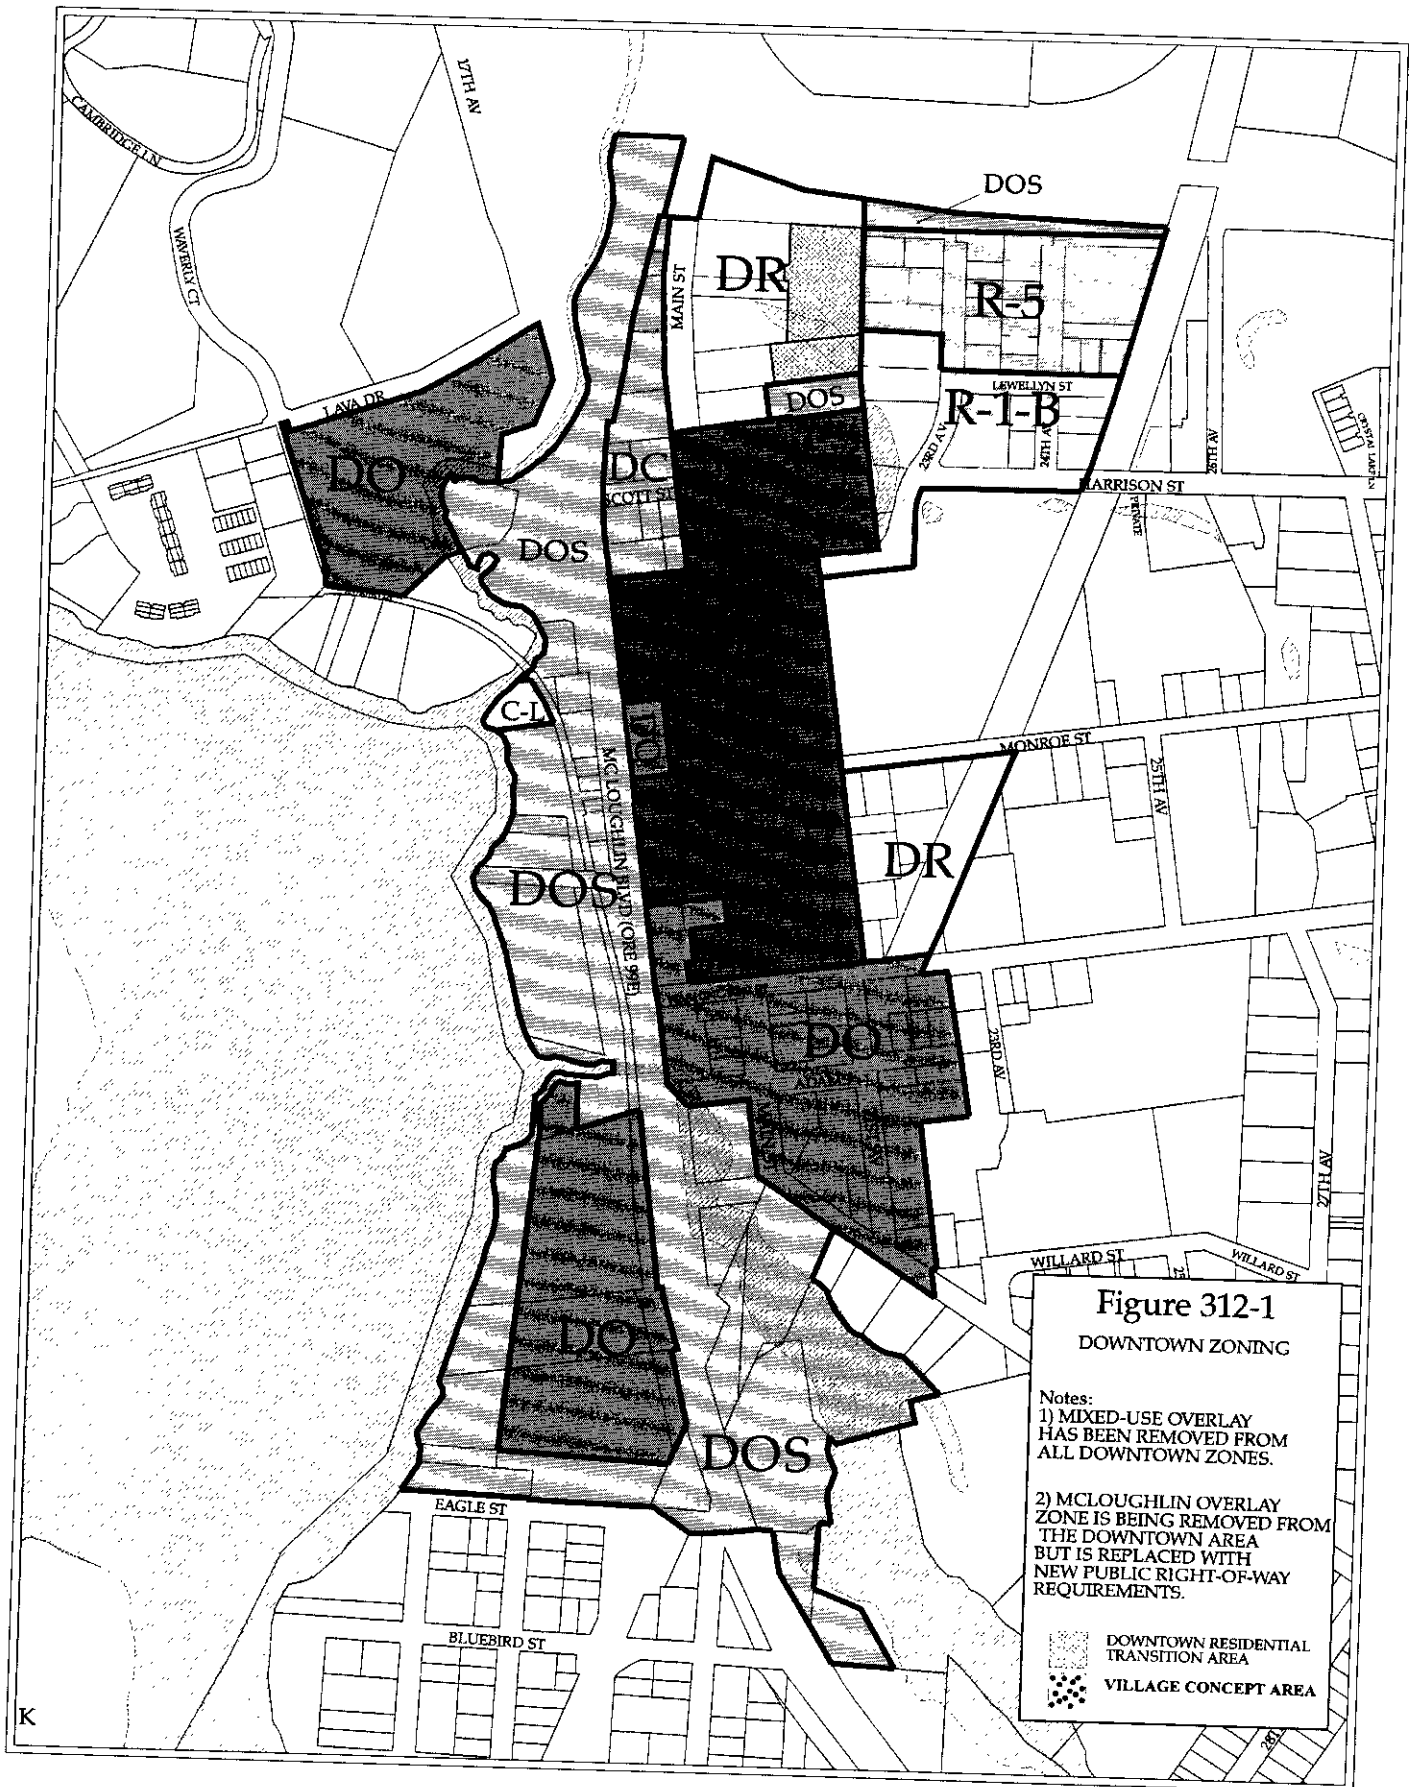 17TH AV
CAMBRIDGE LN
WAVERLY CT
DOS
DR
MAIN ST
R-5
LAVA DR
LEWELLYN ST
DOS
R-1-B
23RD AV
24TH AV
26TH AV
DO
DC
SCOTT ST
HARRISON ST
PRIVATE
DOS
C-L
DO
MCLOUGHLIN BLVD (ORE 99E)
MONROE ST
25TH AV
DR
DOS
DO
23RD AV
MAIN ST
27TH AV
WILLARD ST
WILLARD ST
DO
DOS
EAGLE ST
BLUEBIRD ST
K
Figure 312-1
DOWNTOWN ZONING
Notes:
1) MIXED-USE OVERLAY
HAS BEEN REMOVED FROM
ALL DOWNTOWN ZONES.
2) MCLOUGHLIN OVERLAY
ZONE IS BEING REMOVED FROM
THE DOWNTOWN AREA
BUT IS REPLACED WITH
NEW PUBLIC RIGHT-OF-WAY
REQUIREMENTS.
DOWNTOWN RESIDENTIAL
TRANSITION AREA
VILLAGE CONCEPT AREA